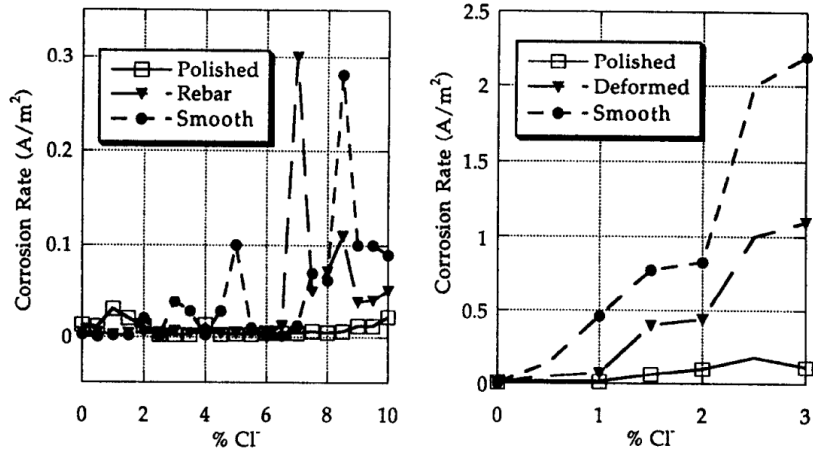 Corrosion Rate (A/m²)
0.3
0.2
0.1
0
Polished
Rebar
Smooth
0 2 4 6 8 10
% Cl⁻
Corrosion Rate (A/m²)
2.5
2
1.5
1
0.5
0
Polished
Deformed
Smooth
0 1 2 3
% Cl⁻